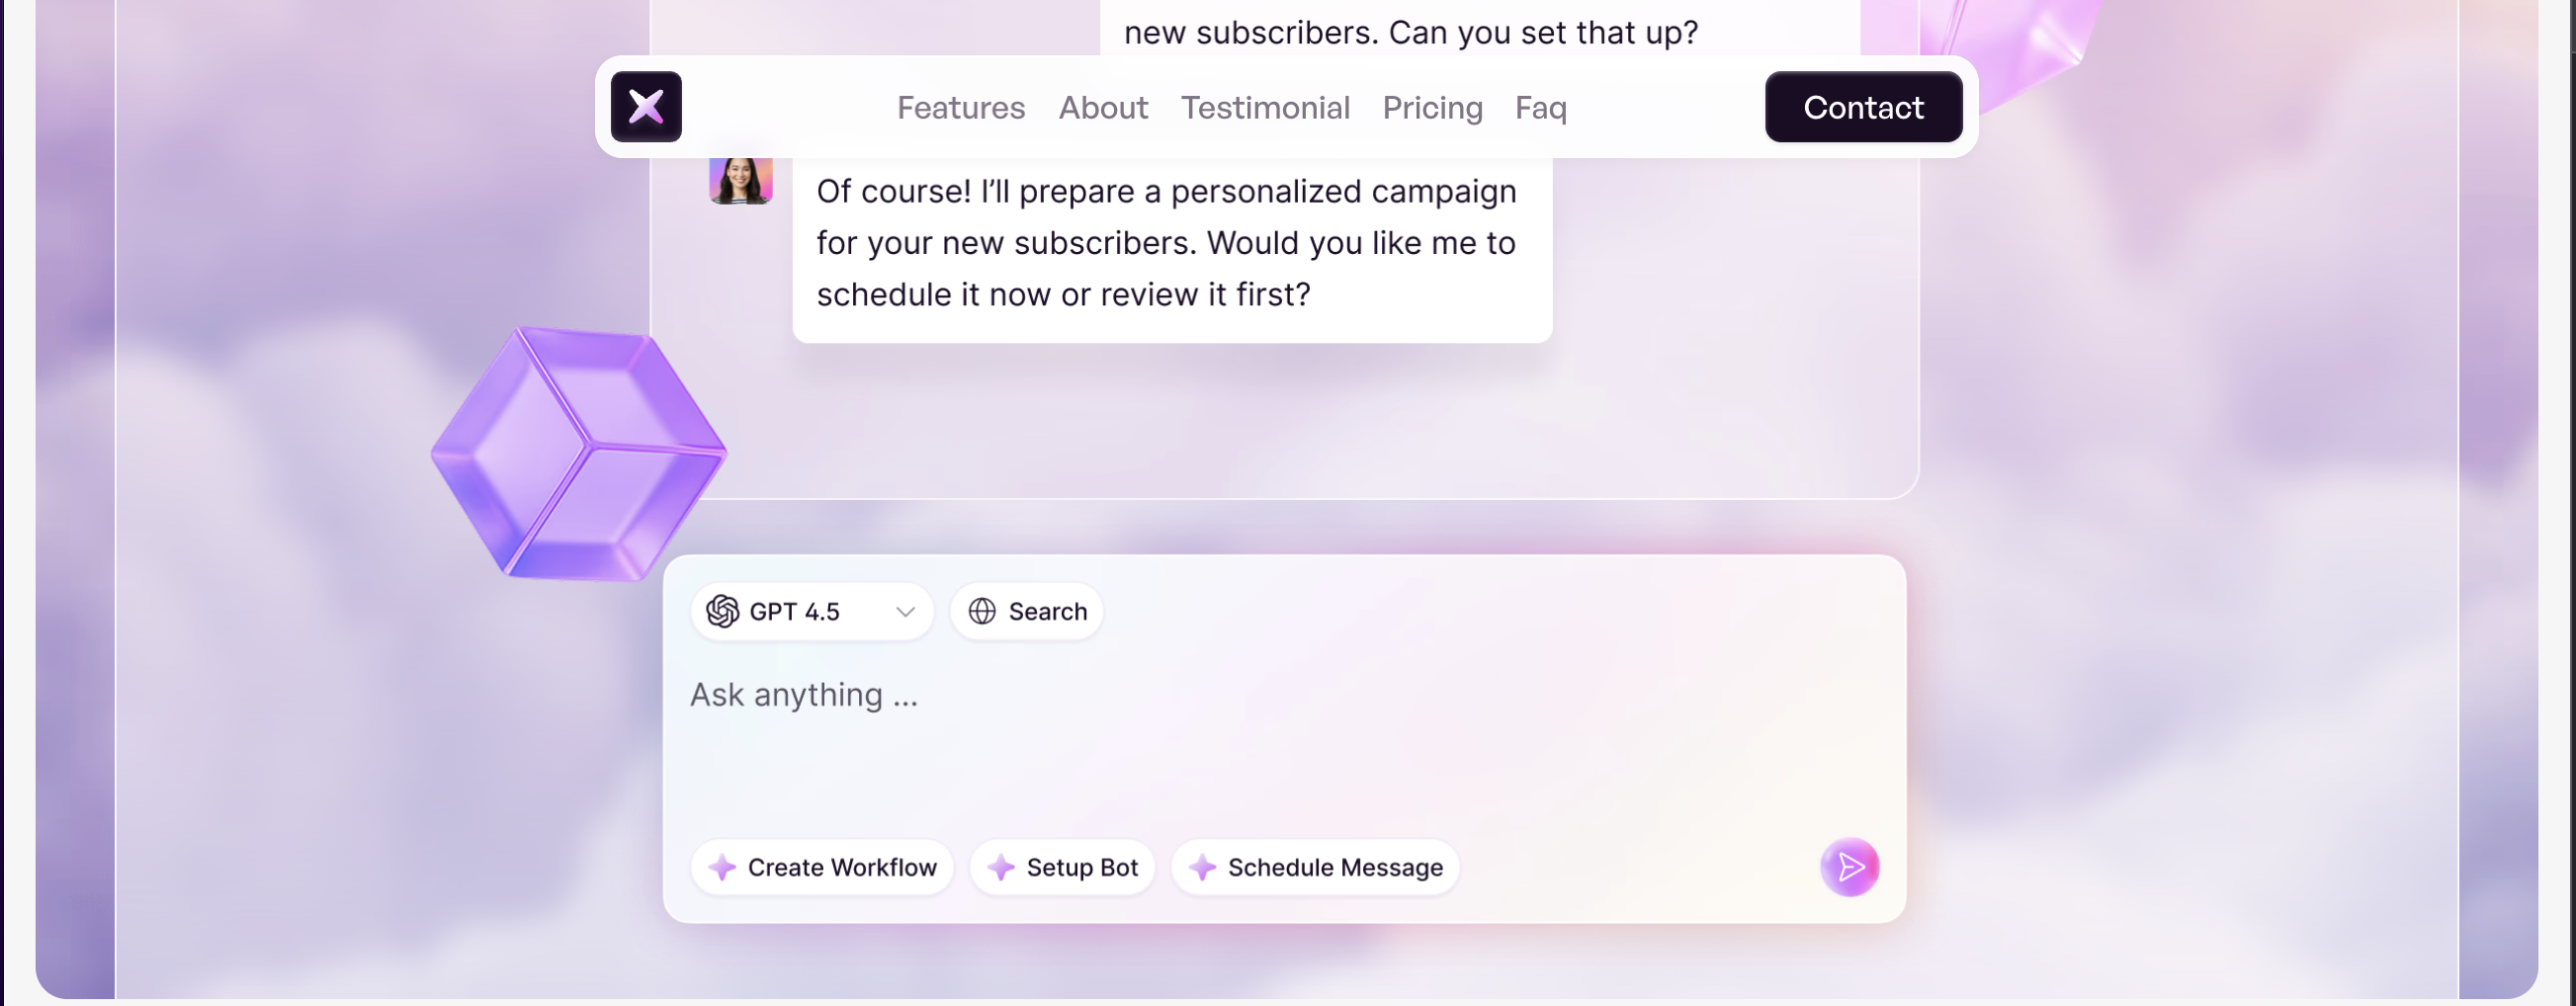 new subscribers. Can you set that up?
Features About Testimonial Pricing Faq Contact
Of course! I’ll prepare a personalized campaign
for your new subscribers. Would you like me to
schedule it now or review it first?
GPT 4.5 Search
Ask anything ...
Create Workflow Setup Bot Schedule Message